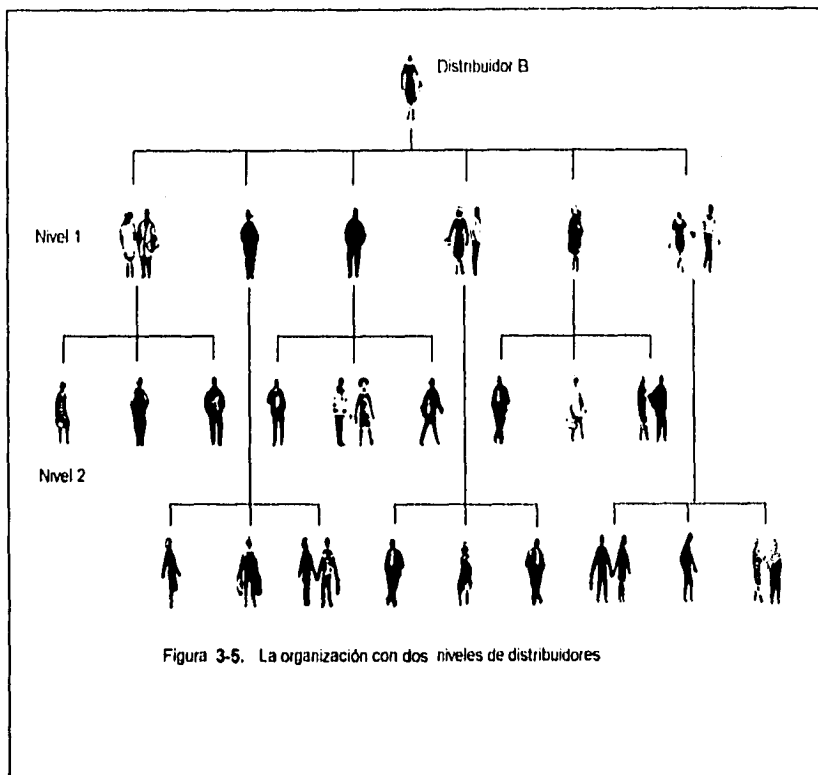 Distribuidor B
Nivel 1
Nivel 2
Figura 3-5. La organización con dos niveles de distribuidores